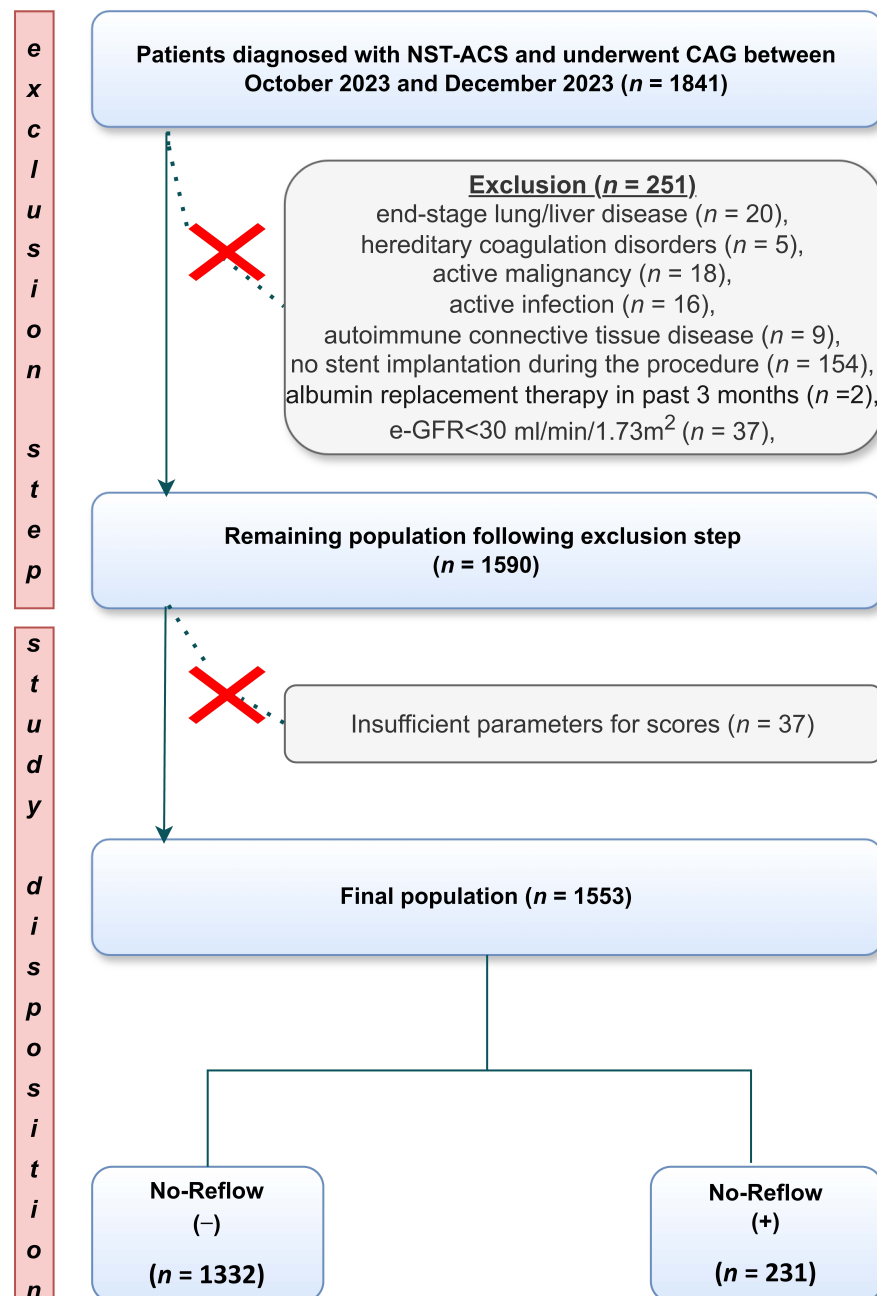 exclusion step
Patients diagnosed with NST-ACS and underwent CAG between
October 2023 and December 2023 (n = 1841)
Exclusion (n = 251)
end-stage lung/liver disease (n = 20),
hereditary coagulation disorders (n = 5),
active malignancy (n = 18),
active infection (n = 16),
autoimmune connective tissue disease (n = 9),
no stent implantation during the procedure (n = 154),
albumin replacement therapy in past 3 months (n =2),
e-GFR<30 ml/min/1.73m² (n = 37),
Remaining population following exclusion step
(n = 1590)
study disposition
Insufficient parameters for scores (n = 37)
Final population (n = 1553)
No-Reflow
(−)
(n = 1332)
No-Reflow
(+)
(n = 231)